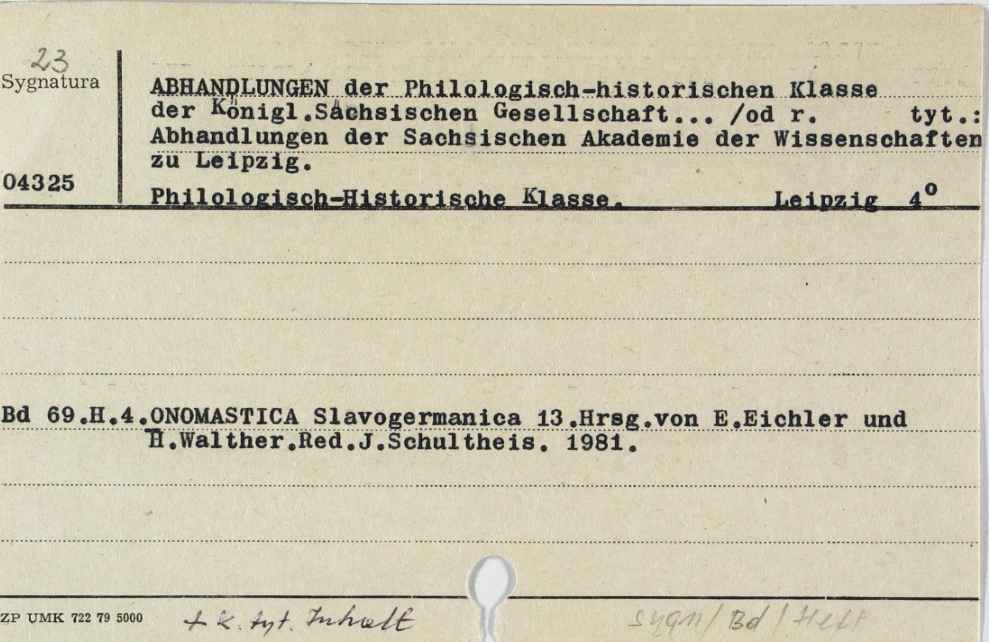 23
Sygnatura
ABHANDLUNGEN der Philologisch-historischen Klasse
der Königl.Sächsischen Gesellschaft... /od r. tyt.:
Abhandlungen der Sachsischen Akademie der Wissenschaften
zu Leipzig.
04325
Philologisch-Historische Klasse. Leipzig 4°
Bd 69.H.4.ONOMASTICA Slavogermanica 13.Hrsg.von E.Eichler und
H.Walther.Red.J.Schultheis. 1981.
ZP UMK 722 79 5000
+ k. tyt. Inhalt
sygn/ Bd / Heft